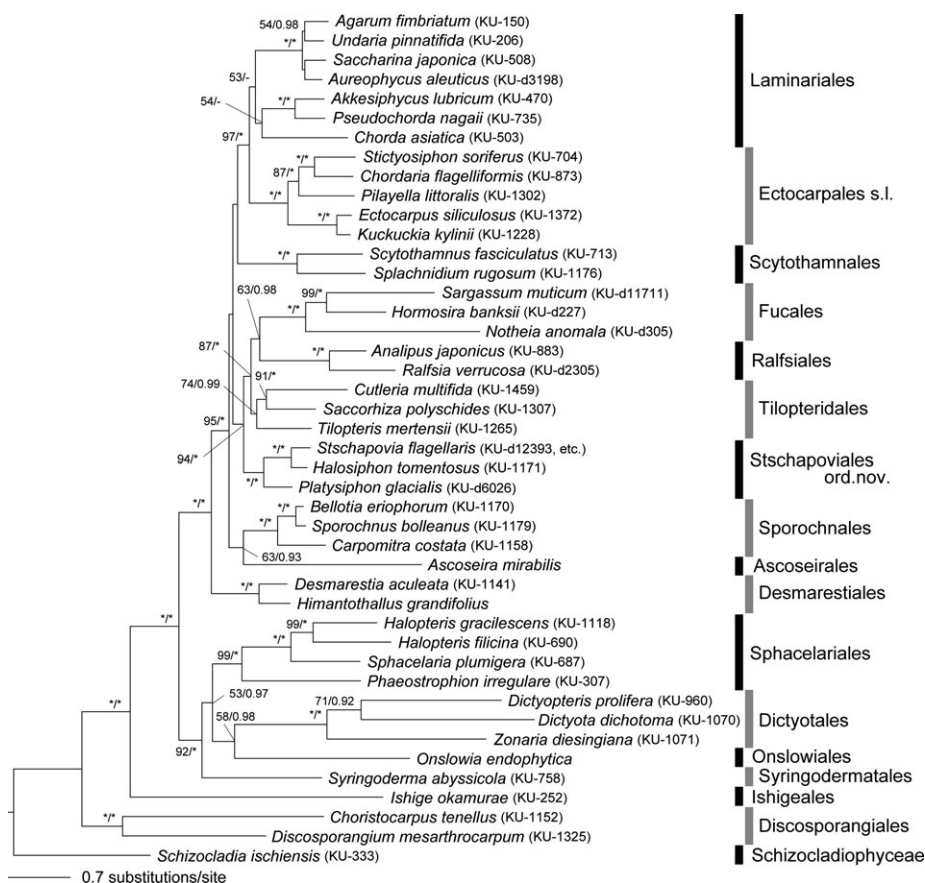 54/0.98
Agarum fimbriatum (KU-150)
*/*
Undaria pinnatifida (KU-206)
Saccharina japonica (KU-508)
Aureophycus aleuticus (KU-d3198)
53/-
*/*
Akkesiphycus lubricum (KU-470)
Pseudochorda nagaii (KU-735)
54/-
Chorda asiatica (KU-503)
Laminariales
97/*
*/*
Stictyosiphon soriferus (KU-704)
87/*
Chordaria flagelliformis (KU-873)
*/*
Pilayella littoralis (KU-1302)
*/*
Ectocarpus siliculosus (KU-1372)
Kuckuckia kylinii (KU-1228)
Ectocarpales s.l.
*/*
Scytothamnus fasciculatus (KU-713)
Splachnidium rugosum (KU-1176)
Scytothamnales
63/0.98
99/*
Sargassum muticum (KU-d11711)
*/*
Hormosira banksii (KU-d227)
Notheia anomala (KU-d305)
Fucales
87/*
*/*
Analipus japonicus (KU-883)
Ralfsia verrucosa (KU-d2305)
Ralfsiales
74/0.99
91/*
Cutleria multifida (KU-1459)
Saccorhiza polyschides (KU-1307)
Tilopteris mertensii (KU-1265)
Tilopteridales
95/*
94/*
*/*
Stschapovia flagellaris (KU-d12393, etc.)
Halosiphon tomentosus (KU-1171)
*/*
Platysiphon glacialis (KU-d6026)
Stschapoviales
ord.nov.
*/*
*/*
Bellotia eriophorum (KU-1170)
*/*
Sporochnus bolleanus (KU-1179)
Carpomitra costata (KU-1158)
Sporochnales
63/0.93
Ascoseira mirabilis
Ascoseirales
*/*
Desmarestia aculeata (KU-1141)
Himantothallus grandifolius
Desmarestiales
*/*
99/*
Halopteris gracilescens (KU-1118)
*/*
Halopteris filicina (KU-690)
99/*
Sphacelaria plumigera (KU-687)
Phaeostrophion irregulare (KU-307)
Sphacelariales
53/0.97
71/0.92
Dictyopteris prolifera (KU-960)
*/*
*/*
58/0.98
Dictyota dichotoma (KU-1070)
Zonaria diesingiana (KU-1071)
Dictyotales
92/*
Onslowia endophytica
Onslowiales
Syringoderma abyssicola (KU-758)
Syringodermatales
Ishige okamurae (KU-252)
Ishigeales
*/*
Choristocarpus tenellus (KU-1152)
Discosporangium mesarthrocarpum (KU-1325)
Discosporangiales
Schizocladia ischiensis (KU-333)
Schizocladiophyceae
0.7 substitutions/site